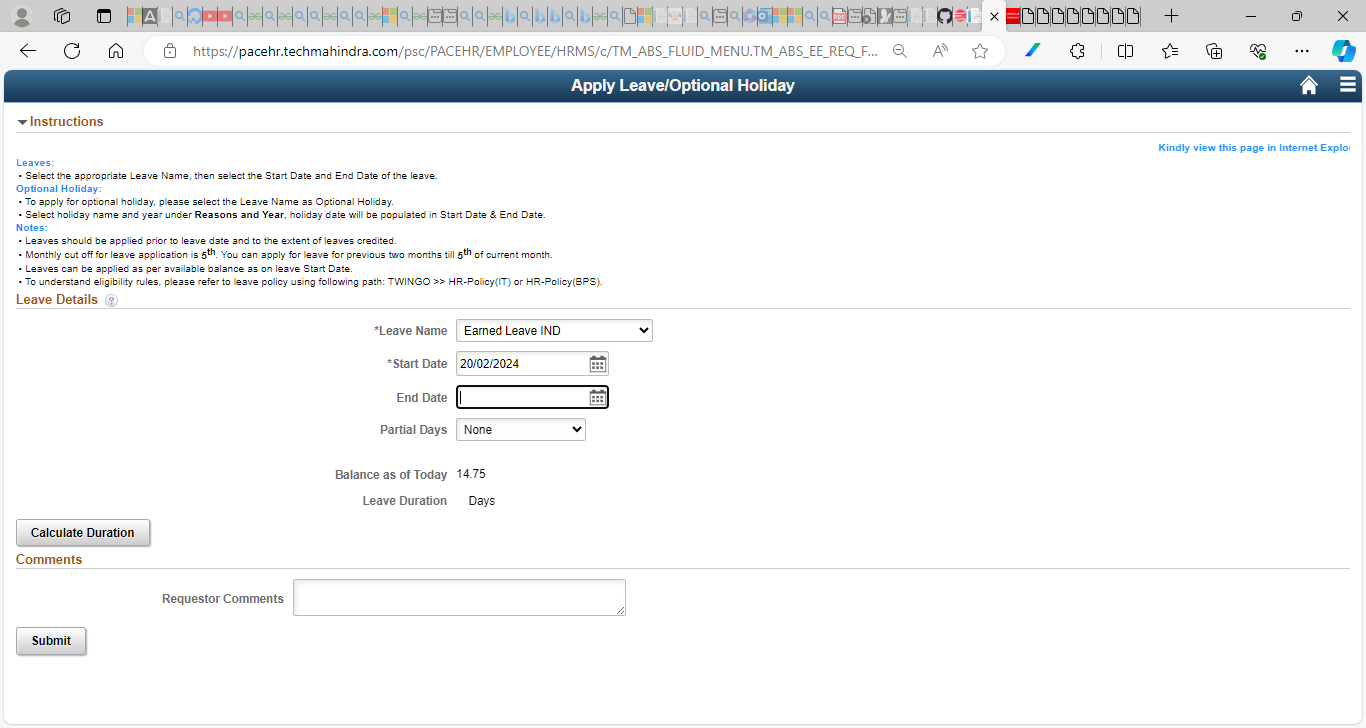 https://pacehr.techmahindra.com/psc/PACEHR/EMPLOYEE/HRMS/c/TM_ABS_FLUID_MENU.TM_ABS_EE_REQ_F...
Apply Leave/Optional Holiday
Instructions
Kindly view this page in Internet Explo
Leaves:
• Select the appropriate Leave Name, then select the Start Date and End Date of the leave.
Optional Holiday:
• To apply for optional holiday, please select the Leave Name as Optional Holiday.
• Select holiday name and year under Reasons and Year, holiday date will be populated in Start Date & End Date.
Notes:
• Leaves should be applied prior to leave date and to the extent of leaves credited.
• Monthly cut off for leave application is 5th. You can apply for leave for previous two months till 5th of current month.
• Leaves can be applied as per available balance as on leave Start Date.
• To understand eligibility rules, please refer to leave policy using following path: TWINGO >> HR-Policy(IT) or HR-Policy(BPS).
Leave Details ?
*Leave Name Earned Leave IND
*Start Date 20/02/2024
End Date
Partial Days None
Balance as of Today 14.75
Leave Duration Days
Calculate Duration
Comments
Requestor Comments
Submit